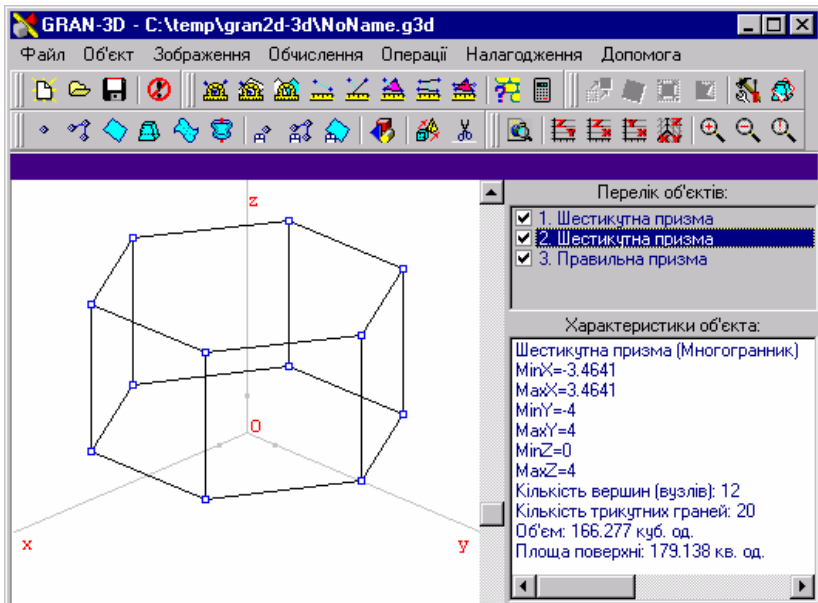 GRAN-3D - C:\temp\gran2d-3d\NoName.g3d
Файл Об'єкт Зображення Обчислення Операції Налагодження Допомога
Перелік об'єктів:
1. Шестикутна призма
2. Шестикутна призма
3. Правильна призма
Характеристики об'єкта:
Шестикутна призма (Многогранник)
MinX=-3.4641
MaxX=3.4641
MinY=-4
MaxY=4
MinZ=0
MaxZ=4
Кількість вершин (вузлів): 12
Кількість трикутних граней: 20
Об'єм: 166.277 куб. од.
Площа поверхні: 179.138 кв. од.
z
O
x
y